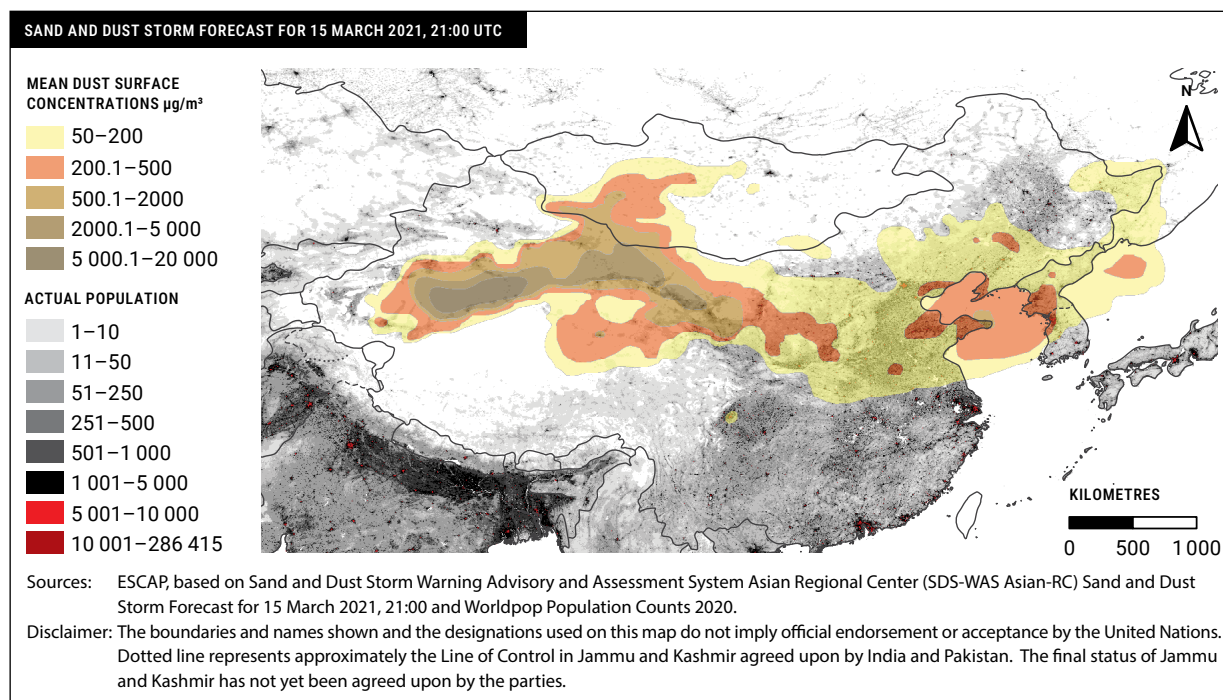 SAND AND DUST STORM FORECAST FOR 15 MARCH 2021, 21:00 UTC
MEAN DUST SURFACE
CONCENTRATIONS µg/m³
50–200
200.1–500
500.1–2000
2000.1–5 000
5 000.1–20 000
ACTUAL POPULATION
1–10
11–50
51–250
251–500
501–1 000
1 001–5 000
5 001–10 000
10 001–286 415
N
KILOMETRES
0 500 1 000
Sources: ESCAP, based on Sand and Dust Storm Warning Advisory and Assessment System Asian Regional Center (SDS-WAS Asian-RC) Sand and Dust
Storm Forecast for 15 March 2021, 21:00 and Worldpop Population Counts 2020.
Disclaimer: The boundaries and names shown and the designations used on this map do not imply official endorsement or acceptance by the United Nations.
Dotted line represents approximately the Line of Control in Jammu and Kashmir agreed upon by India and Pakistan. The final status of Jammu
and Kashmir has not yet been agreed upon by the parties.